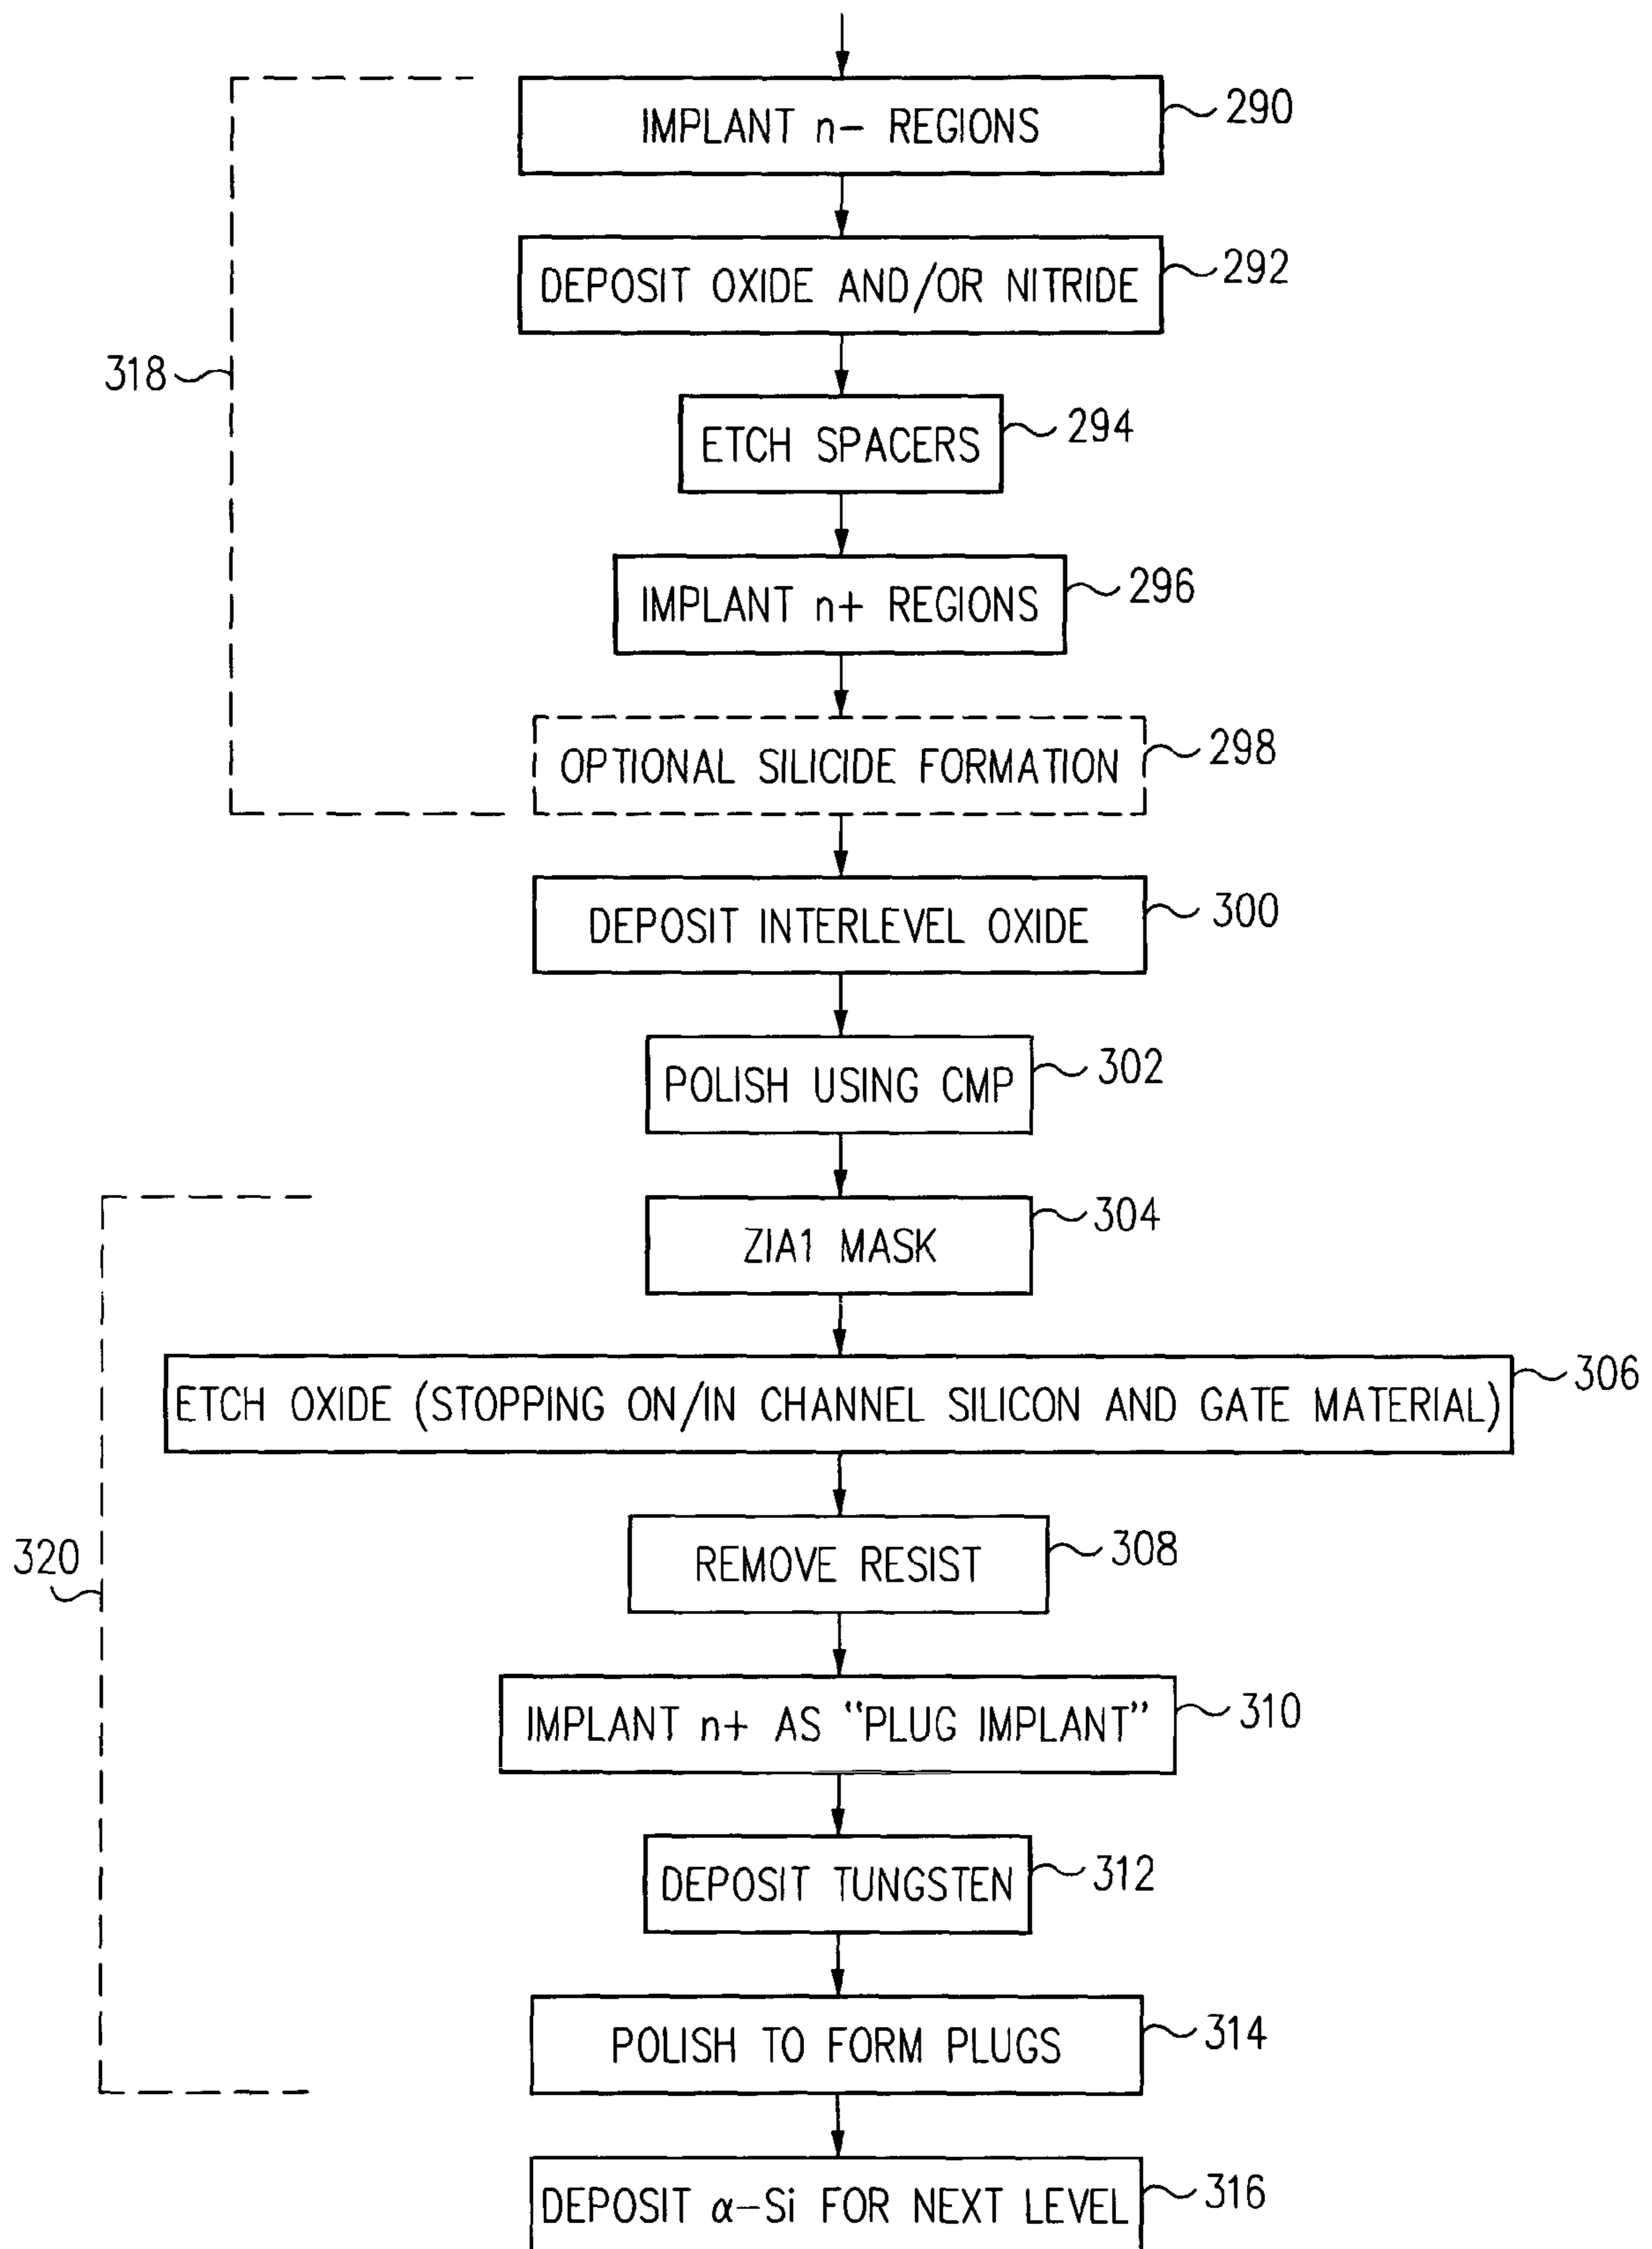 IMPLANT n- REGIONS 290
DEPOSIT OXIDE AND/OR NITRIDE 292
318
ETCH SPACERS 294
IMPLANT n+ REGIONS 296
OPTIONAL SILICIDE FORMATION 298
DEPOSIT INTERLEVEL OXIDE 300
POLISH USING CMP 302
ZIA1 MASK 304
ETCH OXIDE (STOPPING ON/IN CHANNEL SILICON AND GATE MATERIAL) 306
320
REMOVE RESIST 308
IMPLANT n+ AS “PLUG IMPLANT” 310
DEPOSIT TUNGSTEN 312
POLISH TO FORM PLUGS 314
DEPOSIT α-Si FOR NEXT LEVEL 316